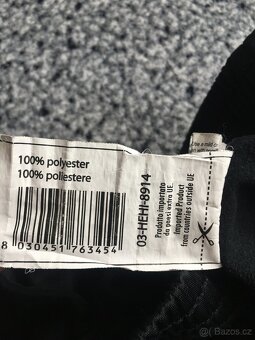 100% polyester
100% poliestere
8 030451 763454
03-HEHI-8914
Prodotto importato
da paesi extra UE.
Imported Product
from countries outside UE
sbazar.cz